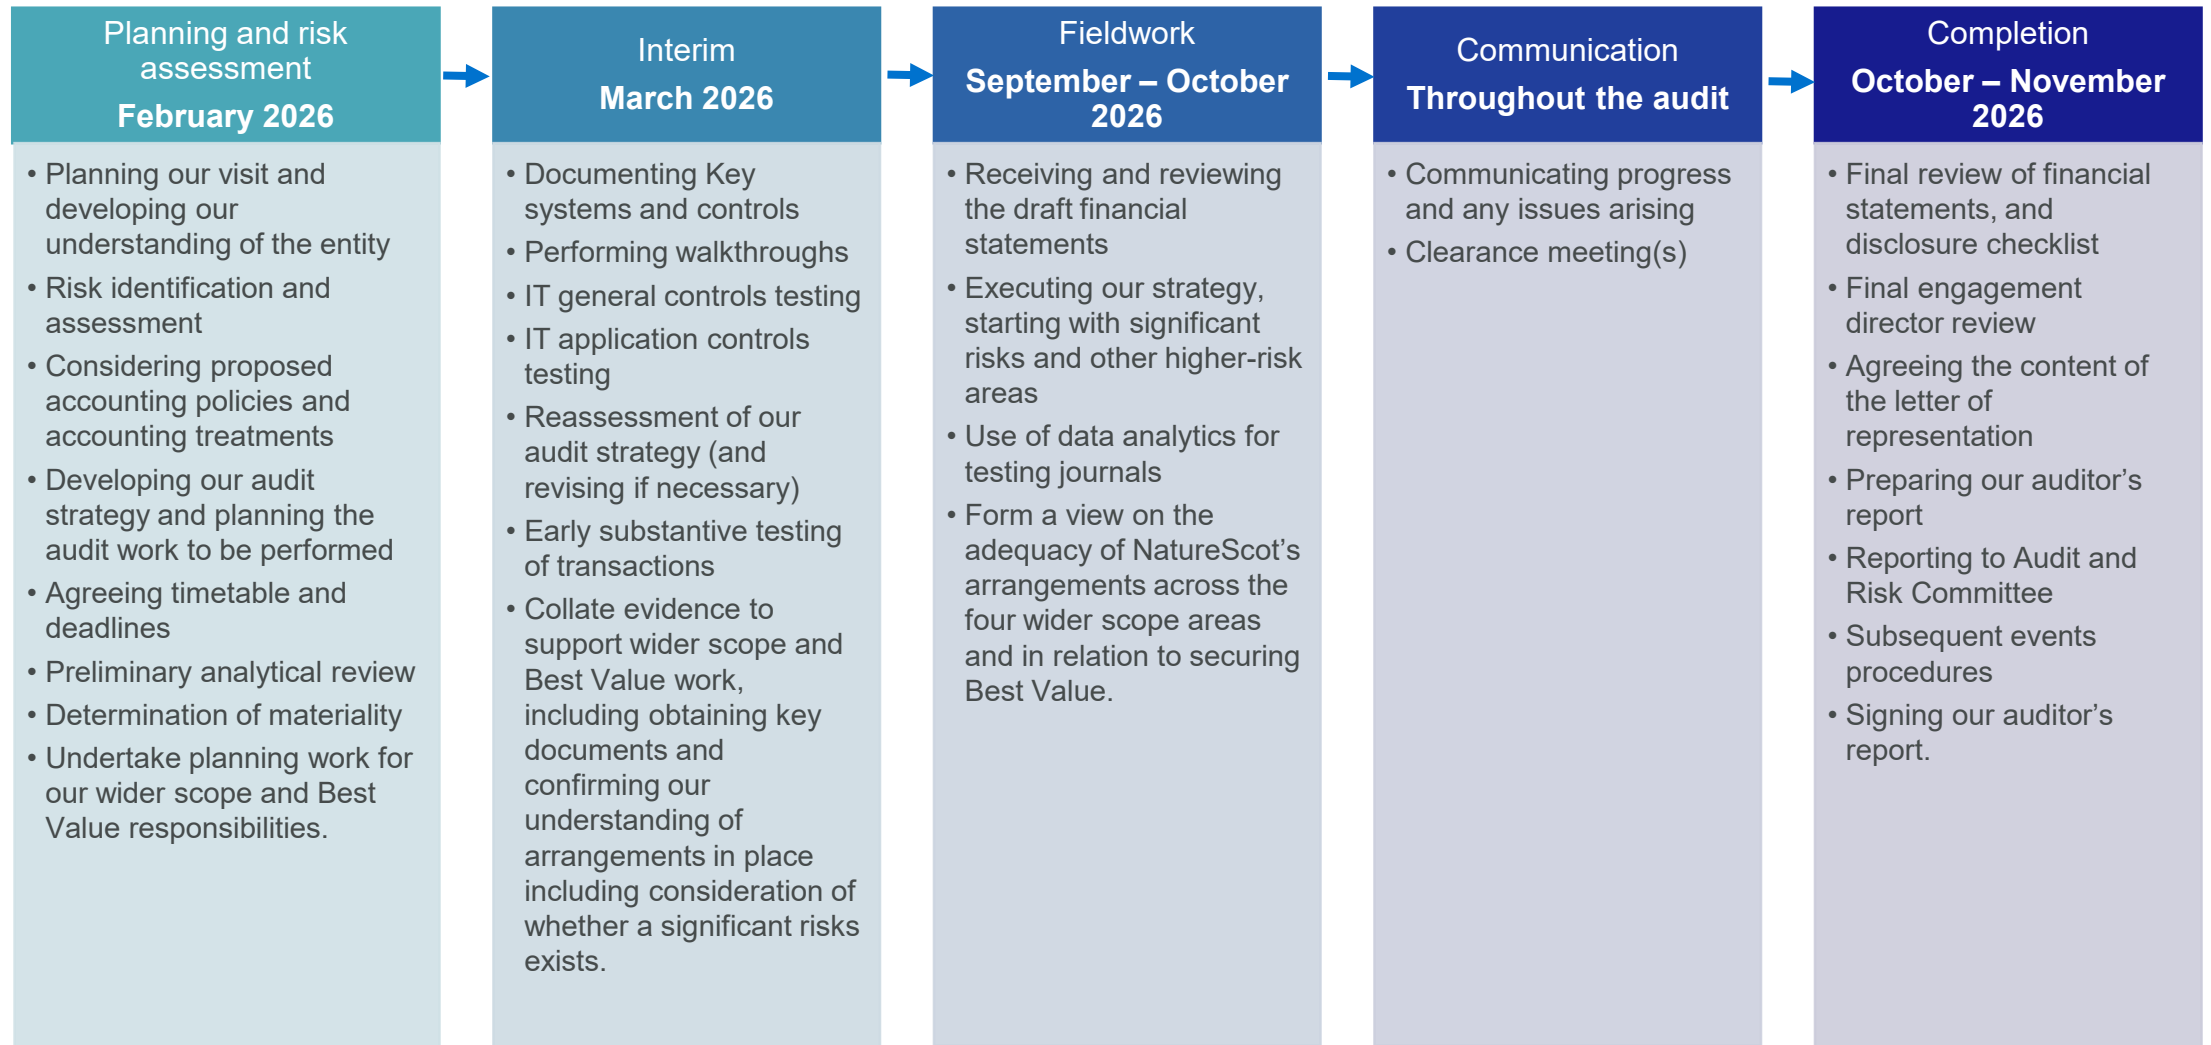 Planning and risk
assessment
February 2026
• Planning our visit and
developing our
understanding of the entity
• Risk identification and
assessment
• Considering proposed
accounting policies and
accounting treatments
• Developing our audit
strategy and planning the
audit work to be performed
• Agreeing timetable and
deadlines
• Preliminary analytical review
• Determination of materiality
• Undertake planning work for
our wider scope and Best
Value responsibilities.
Interim
March 2026
• Documenting Key
systems and controls
• Performing walkthroughs
• IT general controls testing
• IT application controls
testing
• Reassessment of our
audit strategy (and
revising if necessary)
• Early substantive testing
of transactions
• Collate evidence to
support wider scope and
Best Value work,
including obtaining key
documents and
confirming our
understanding of
arrangements in place
including consideration of
whether a significant risks
exists.
Fieldwork
September – October
2026
• Receiving and reviewing
the draft financial
statements
• Executing our strategy,
starting with significant
risks and other higher-risk
areas
• Use of data analytics for
testing journals
• Form a view on the
adequacy of NatureScot’s
arrangements across the
four wider scope areas
and in relation to securing
Best Value.
Communication
Throughout the audit
• Communicating progress
and any issues arising
• Clearance meeting(s)
Completion
October – November
2026
• Final review of financial
statements, and
disclosure checklist
• Final engagement
director review
• Agreeing the content of
the letter of
representation
• Preparing our auditor’s
report
• Reporting to Audit and
Risk Committee
• Subsequent events
procedures
• Signing our auditor’s
report.